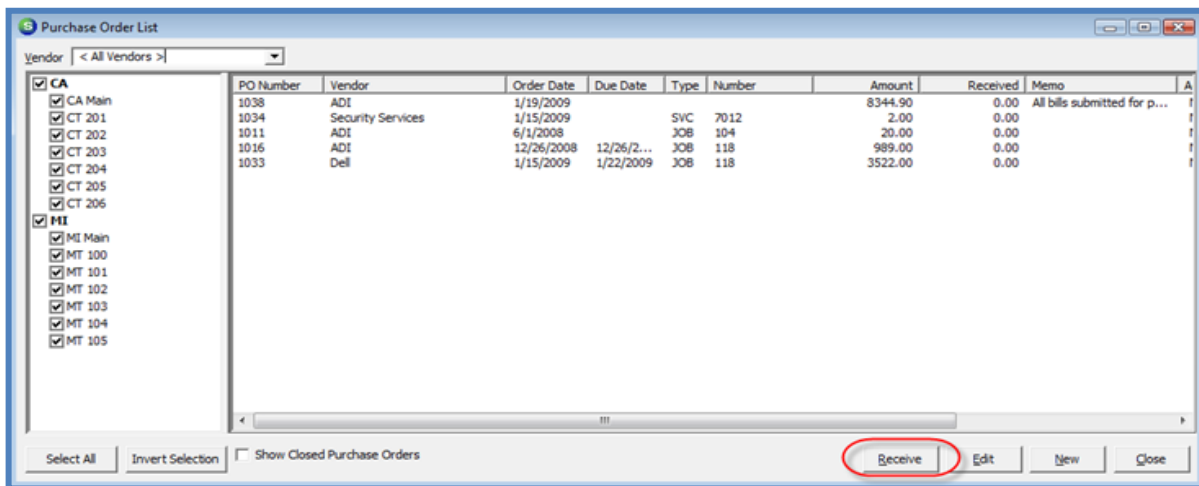 Purchase Order List
Vendor < All Vendors >
CA
CA Main
CT 201
CT 202
CT 203
CT 204
CT 205
CT 206
MI
MI Main
MT 100
MT 101
MT 102
MT 103
MT 104
MT 105
PO Number Vendor Order Date Due Date Type Number Amount Received Memo A
1038 ADI 1/19/2009 8344.90 0.00 All bills submitted for p...
1034 Security Services 1/15/2009 SVC 7012 2.00 0.00
1011 ADI 6/1/2008 JOB 104 20.00 0.00
1016 ADI 12/26/2008 12/26/2... JOB 118 989.00 0.00
1033 Dell 1/15/2009 1/22/2009 JOB 118 3522.00 0.00
Select All Invert Selection Show Closed Purchase Orders Receive Edit New Close